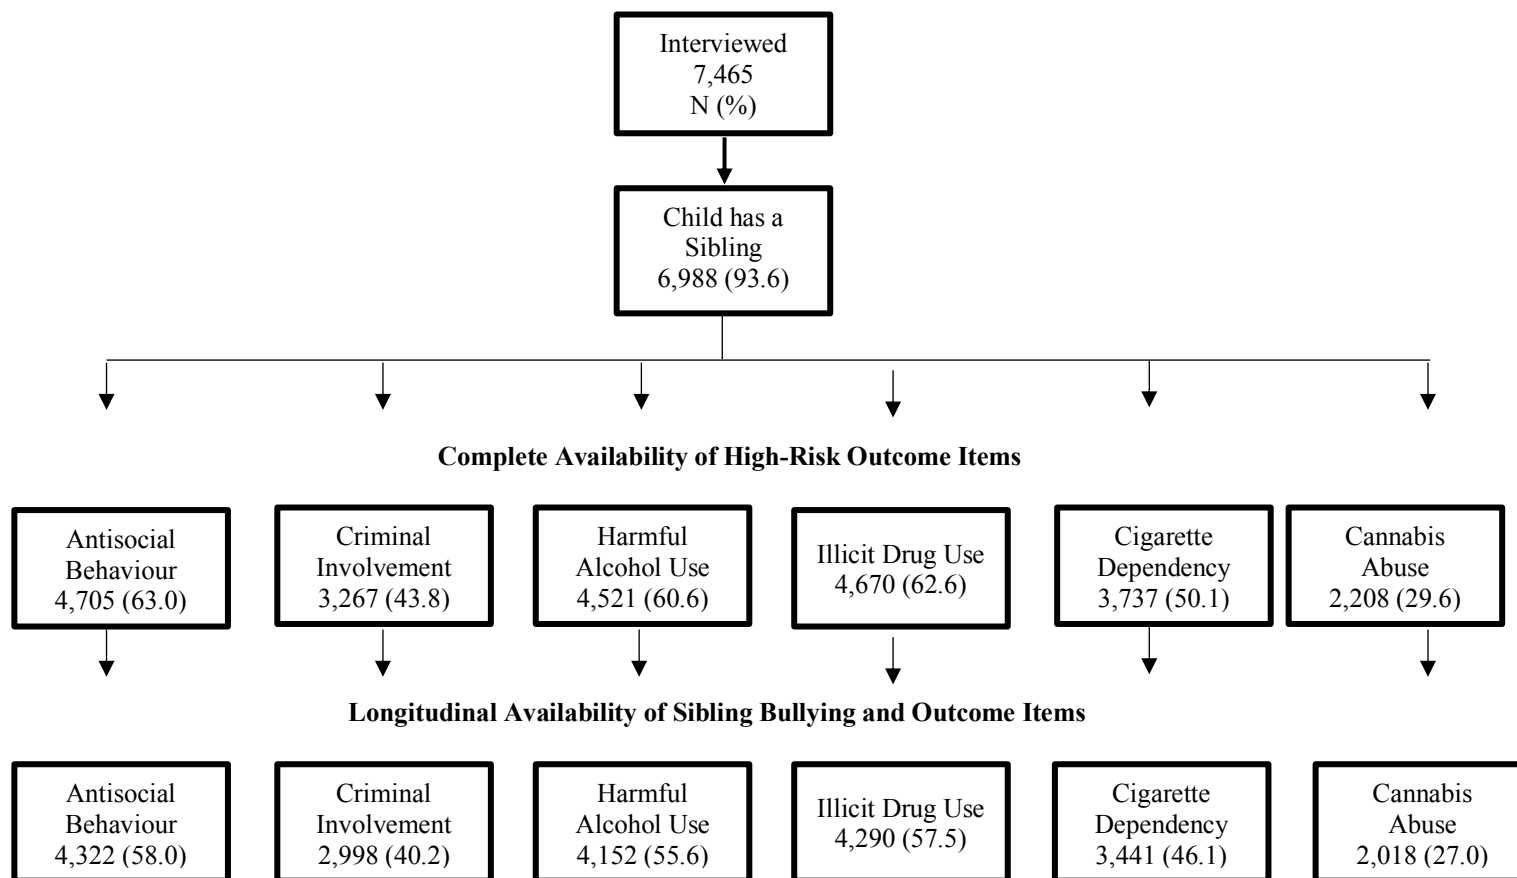 Interviewed
7,465
N (%)
Child has a
Sibling
6,988 (93.6)
Complete Availability of High-Risk Outcome Items
Antisocial
Behaviour
4,705 (63.0)
Criminal
Involvement
3,267 (43.8)
Harmful
Alcohol Use
4,521 (60.6)
Illicit Drug Use
4,670 (62.6)
Cigarette
Dependency
3,737 (50.1)
Cannabis
Abuse
2,208 (29.6)
Longitudinal Availability of Sibling Bullying and Outcome Items
Antisocial
Behaviour
4,322 (58.0)
Criminal
Involvement
2,998 (40.2)
Harmful
Alcohol Use
4,152 (55.6)
Illicit Drug Use
4,290 (57.5)
Cigarette
Dependency
3,441 (46.1)
Cannabis
Abuse
2,018 (27.0)